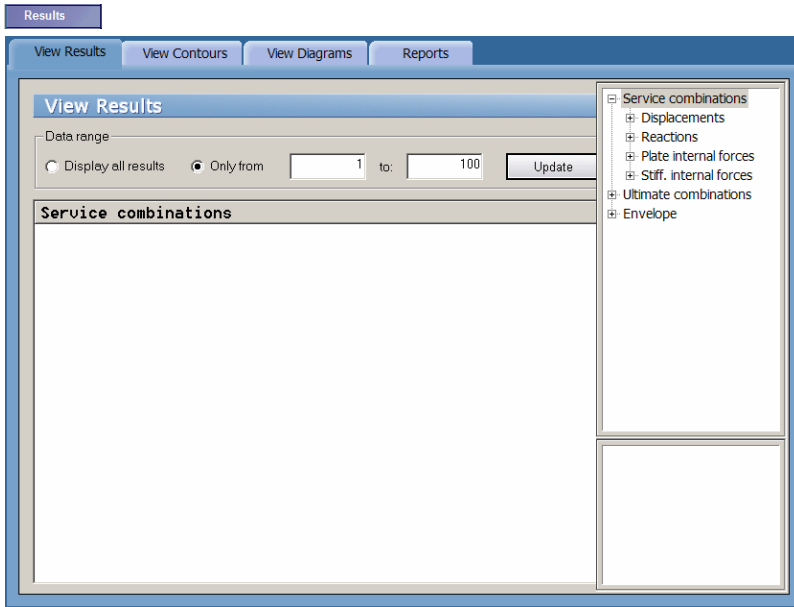 Results
View Results View Contours View Diagrams Reports
View Results
Data range
Display all results Only from 1 to: 100 Update
Service combinations
Service combinations
Displacements
Reactions
Plate internal forces
Stiff. internal forces
Ultimate combinations
Envelope